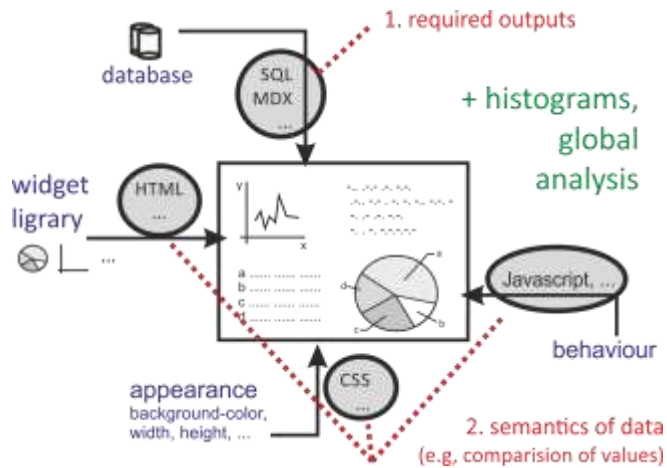 1. required outputs
database
SQL
MDX
...
+ histograms,
global
analysis
widget
ligrary
HTML
...
...
y
x
a
b
c
d
a
b
c
d
Javascript, ...
behaviour
appearance
background-color,
width, height, ...
CSS
...
2. semantics of data
(e.g, comparision of values)